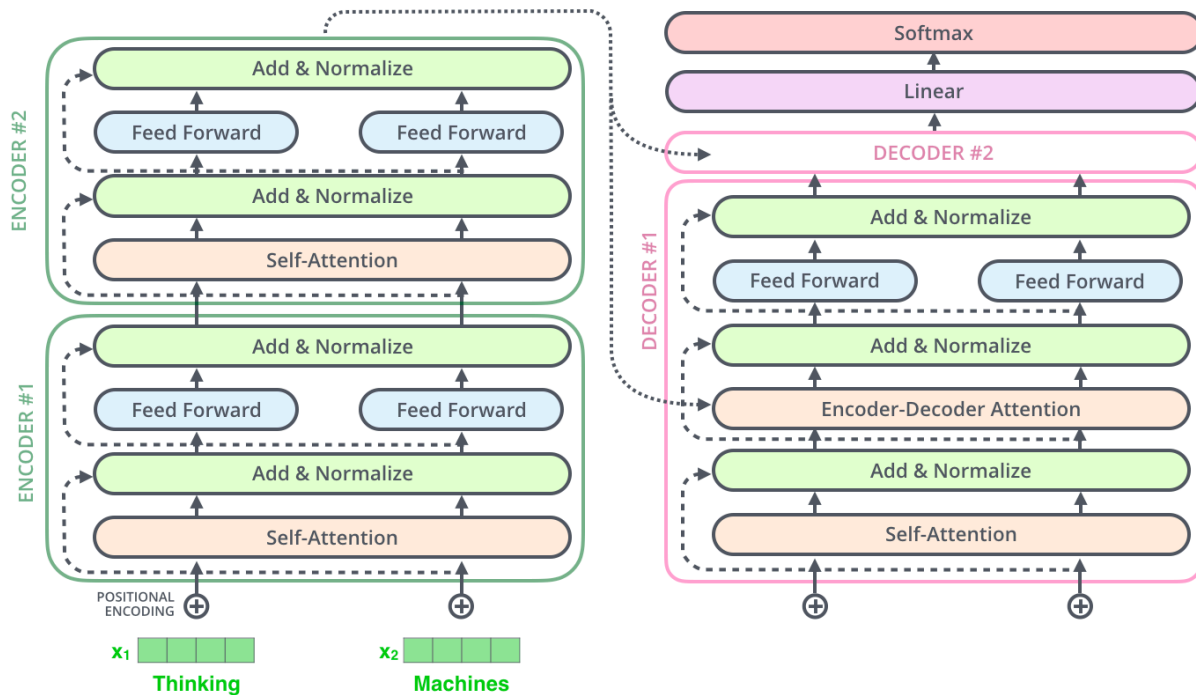 ENCODER #2
Add & Normalize
Feed Forward
Feed Forward
Add & Normalize
Self-Attention
ENCODER #1
Add & Normalize
Feed Forward
Feed Forward
Add & Normalize
Self-Attention
POSITIONAL
ENCODING
x₁
x₂
Thinking
Machines
Softmax
Linear
DECODER #2
DECODER #1
Add & Normalize
Feed Forward
Feed Forward
Add & Normalize
Encoder-Decoder Attention
Add & Normalize
Self-Attention